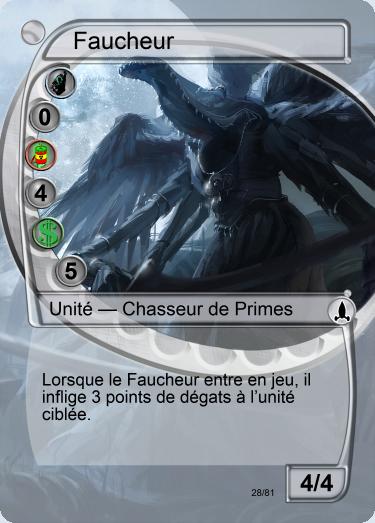 Faucheur
0
4
$
5
Unité — Chasseur de Primes
Lorsque le Faucheur entre en jeu, il
inflige 3 points de dégats à l'unité
ciblée.
28/81
4/4